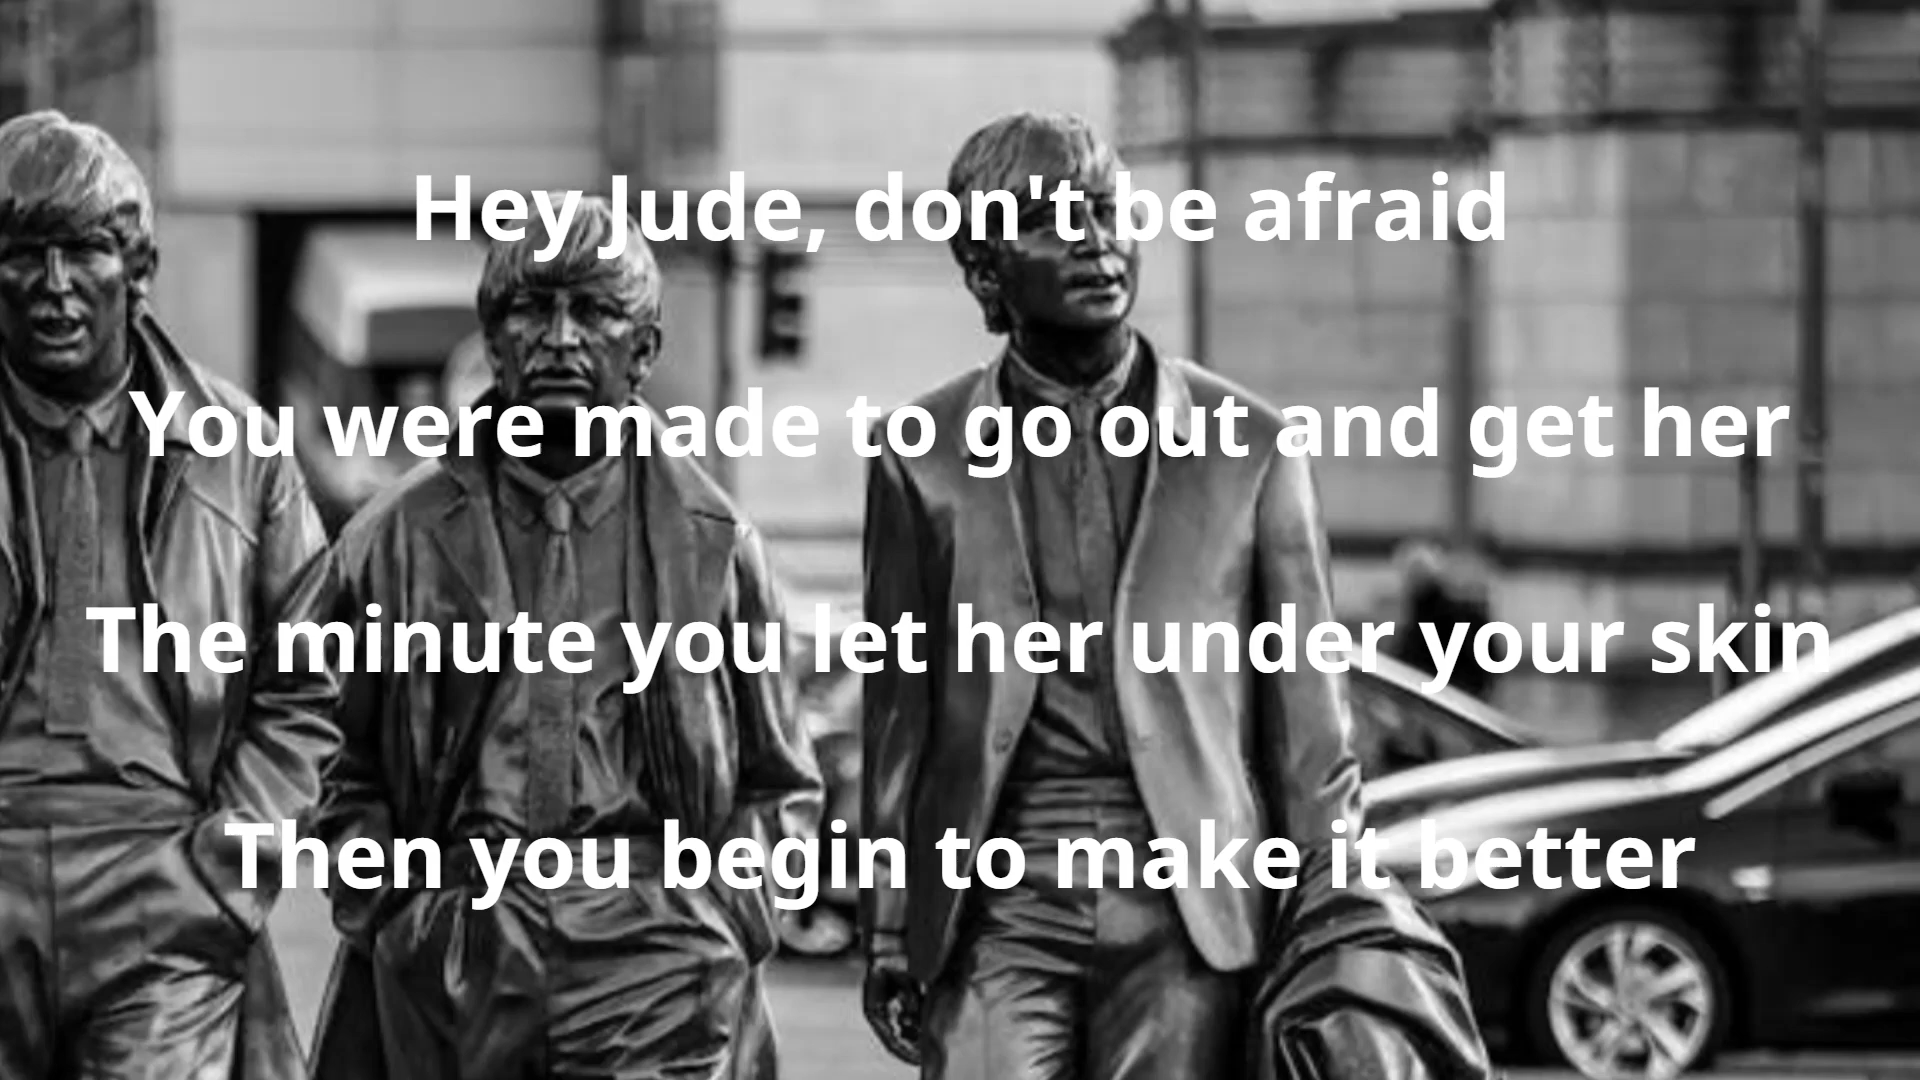 Hey Jude, don't be afraid
You were made to go out and get her
The minute you let her under your skin
Then you begin to make it better